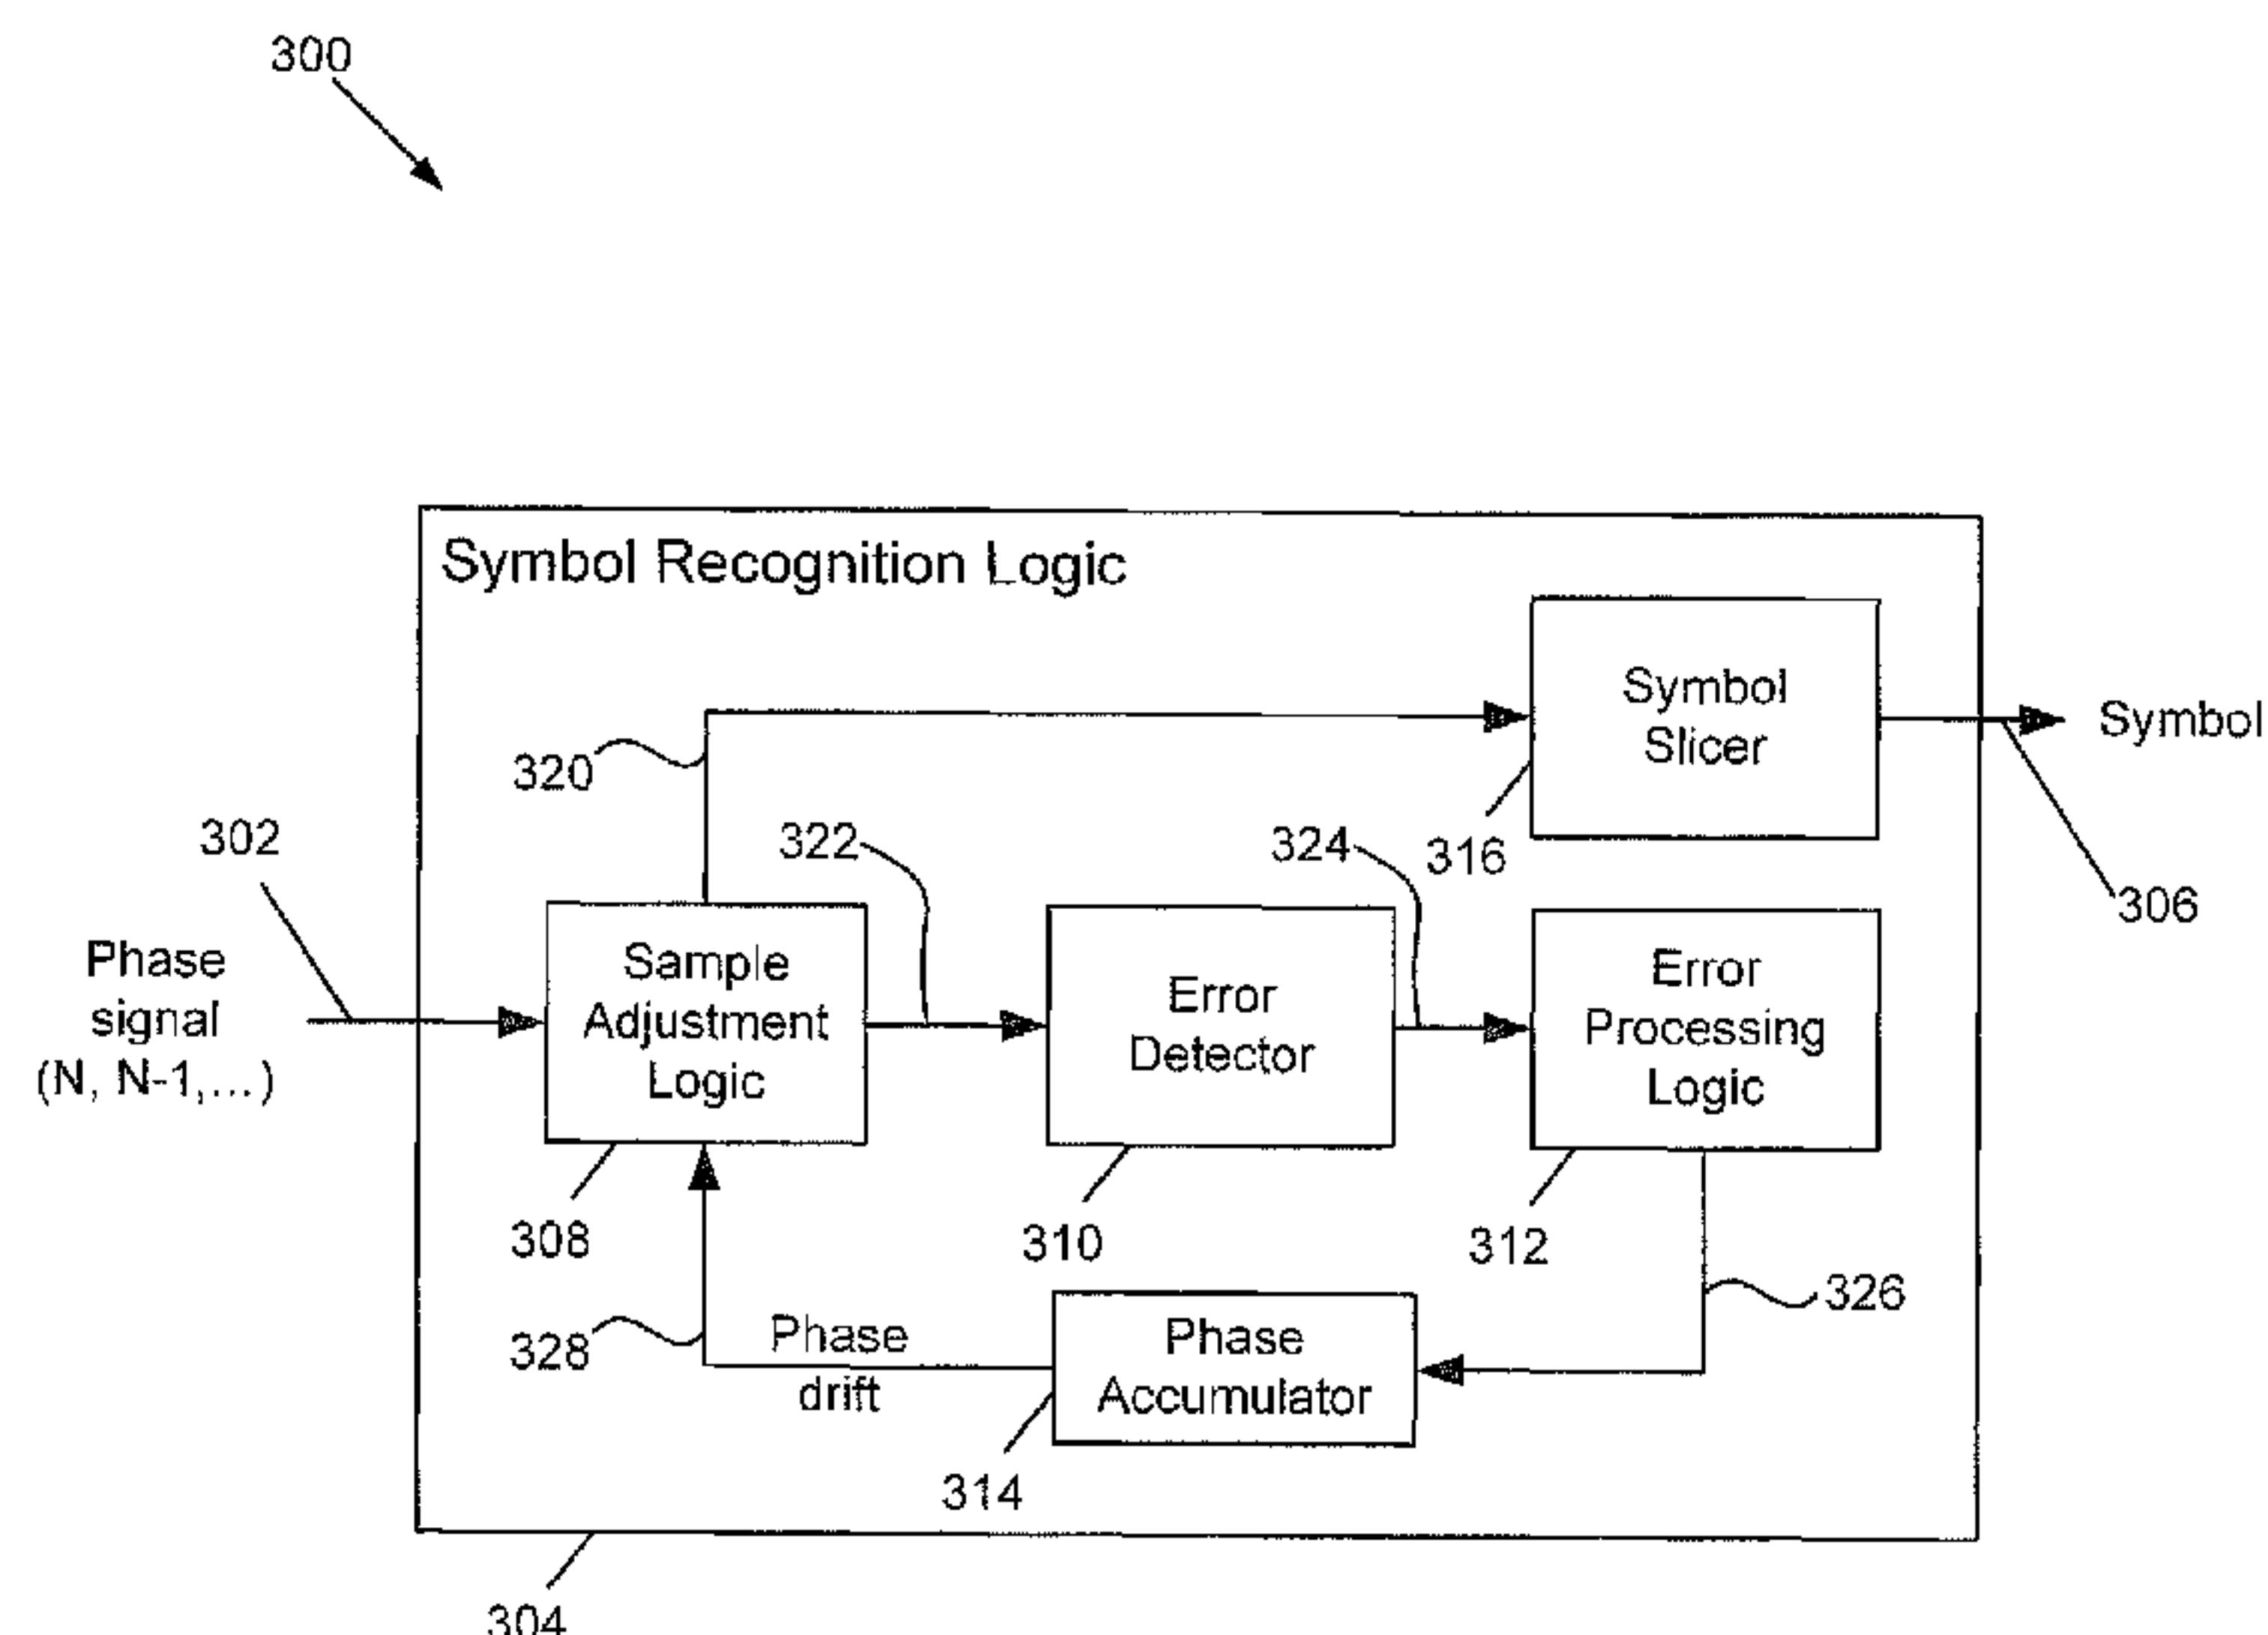 300
Symbol Recognition Logic
Symbol
Slicer
Symbol
320
322
324
316
302
306
Phase
signal
(N, N-1,...)
Sample
Adjustment
Logic
Error
Detector
Error
Processing
Logic
308
310
312
326
328
Phase
drift
Phase
Accumulator
314
304